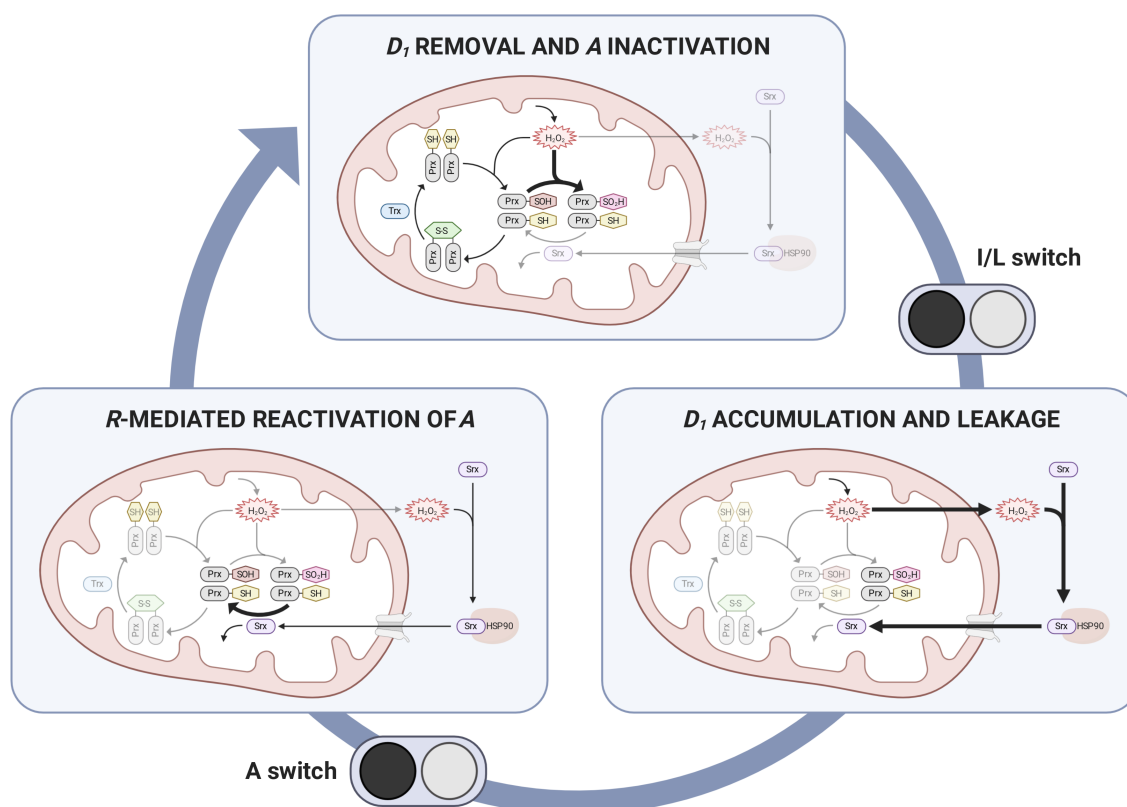 D₁ REMOVAL AND A INACTIVATION
Srx
SH SH
H₂O₂
H₂O₂
Prx Prx
Prx SOH
Prx SO₂H
Trx
Prx SH
Prx SH
S-S
Prx Prx
Srx
Srx HSP90
I/L switch
R-MEDIATED REACTIVATION OF A
Srx
SH SH
H₂O₂
H₂O₂
Prx Prx
Prx SOH
Prx SO₂H
Trx
Prx SH
Prx SH
S-S
Prx Prx
Srx
Srx HSP90
D₁ ACCUMULATION AND LEAKAGE
Srx
SH SH
H₂O₂
H₂O₂
Prx Prx
Prx SOH
Prx SO₂H
Trx
Prx SH
Prx SH
S-S
Prx Prx
Srx
Srx HSP90
A switch